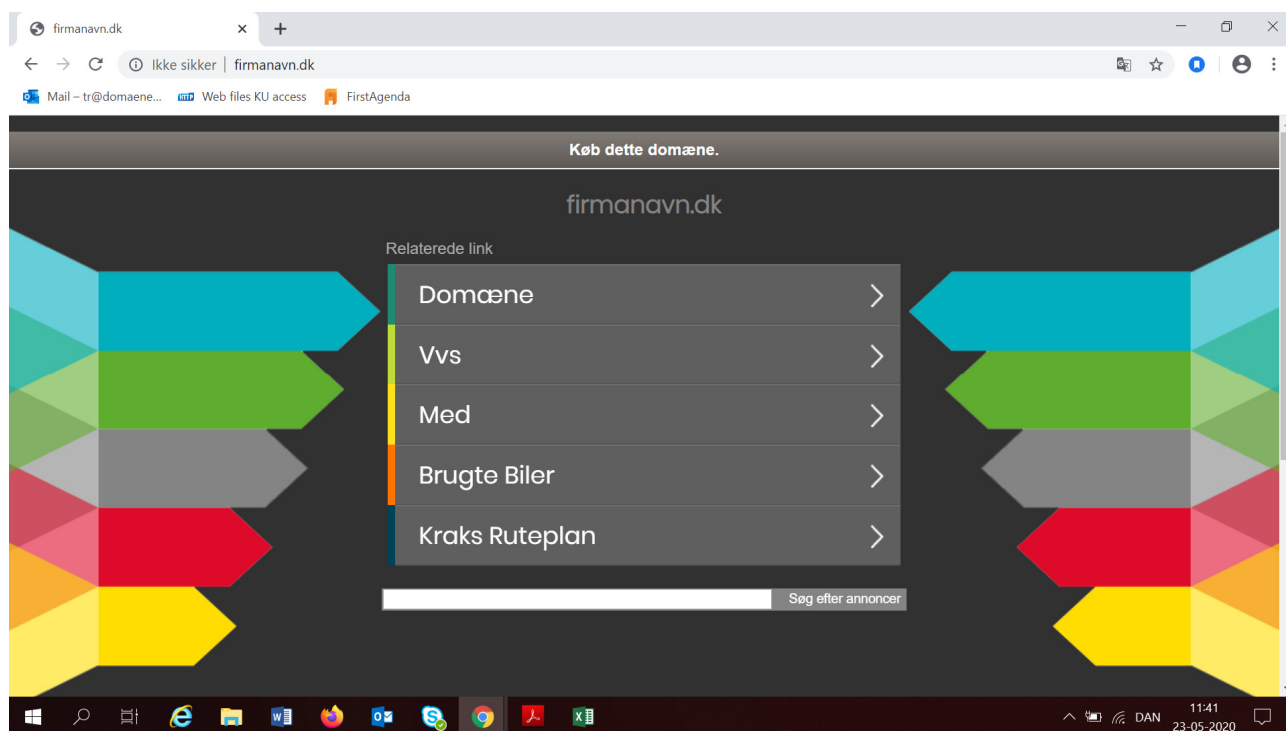 firmanavn.dk
Ikke sikker | firmanavn.dk
Mail – tr@domaene... Web files KU access FirstAgenda
Køb dette domæne.
firmanavn.dk
Relaterede link
Domæne
Vvs
Med
Brugte Biler
Kraks Ruteplan
Søg efter annoncer
DAN
11:41
23-05-2020